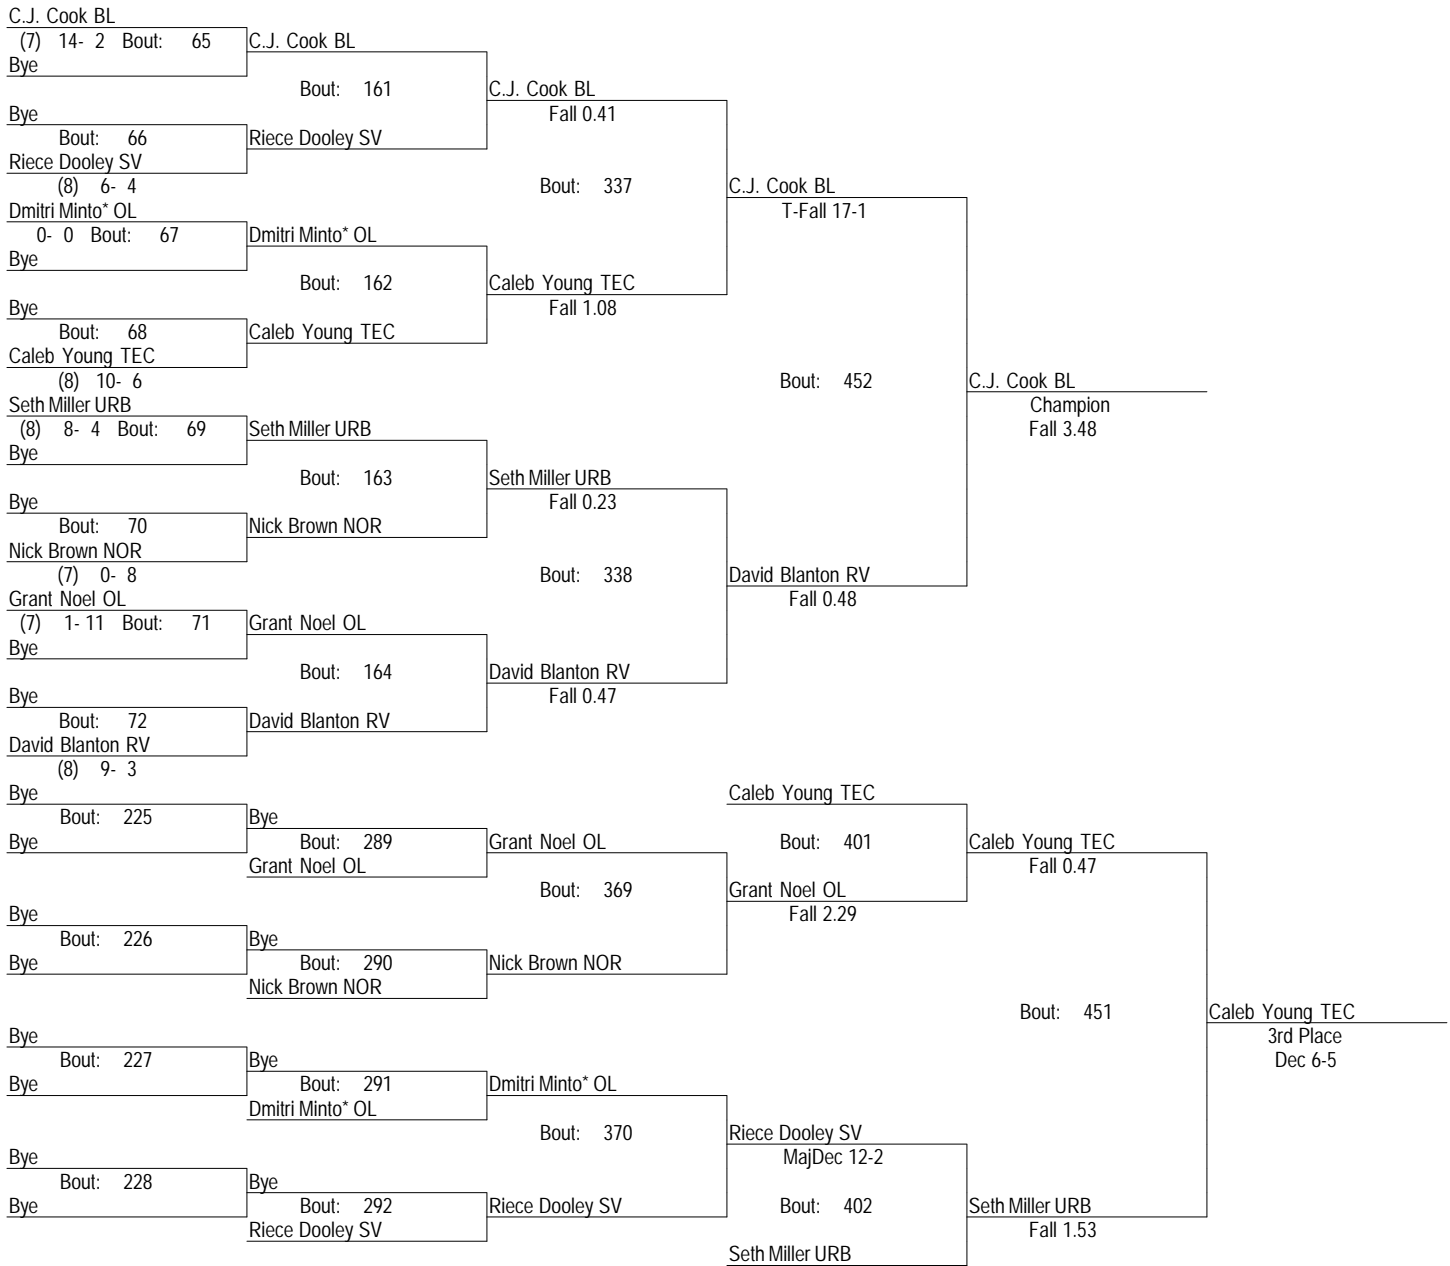 C.J. Cook BL
(7) 14- 2 Bout: 65 C.J. Cook BL
Bye
Bout: 161 C.J. Cook BL
Bye Fall 0.41
Bout: 66 Riece Dooley SV
Riece Dooley SV
(8) 6- 4 Bout: 337 C.J. Cook BL
Dmitri Minto* OL T-Fall 17-1
0- 0 Bout: 67 Dmitri Minto* OL
Bye
Bout: 162 Caleb Young TEC
Bye Fall 1.08
Bout: 68 Caleb Young TEC
Caleb Young TEC
(8) 10- 6 Bout: 452 C.J. Cook BL
Seth Miller URB Champion
(8) 8- 4 Bout: 69 Seth Miller URB Fall 3.48
Bye
Bout: 163 Seth Miller URB
Bye Fall 0.23
Bout: 70 Nick Brown NOR
Nick Brown NOR
(7) 0- 8 Bout: 338 David Blanton RV
Grant Noel OL Fall 0.48
(7) 1- 11 Bout: 71 Grant Noel OL
Bye
Bout: 164 David Blanton RV
Bye Fall 0.47
Bout: 72 David Blanton RV
David Blanton RV
(8) 9- 3
Bye Caleb Young TEC
Bout: 225 Bye
Bye Bout: 289 Grant Noel OL Bout: 401 Caleb Young TEC
Grant Noel OL Fall 0.47
Bout: 369 Grant Noel OL
Bye Fall 2.29
Bout: 226 Bye
Bye Bout: 290 Nick Brown NOR
Nick Brown NOR
Bout: 451 Caleb Young TEC
Bye 3rd Place
Bout: 227 Bye Dec 6-5
Bye Bout: 291 Dmitri Minto* OL
Dmitri Minto* OL
Bout: 370 Riece Dooley SV
Bye MajDec 12-2
Bout: 228 Bye
Bye Bout: 292 Riece Dooley SV Bout: 402 Seth Miller URB
Riece Dooley SV Fall 1.53
Seth Miller URB